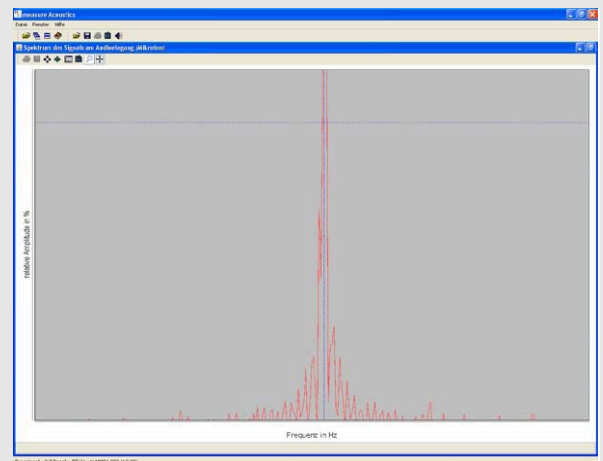 measure Acoustics
Datei Fenster Hilfe
Spektrum des Signals am Audioeingang (Mikrofon)
relative Amplitude in %
Frequenz in Hz